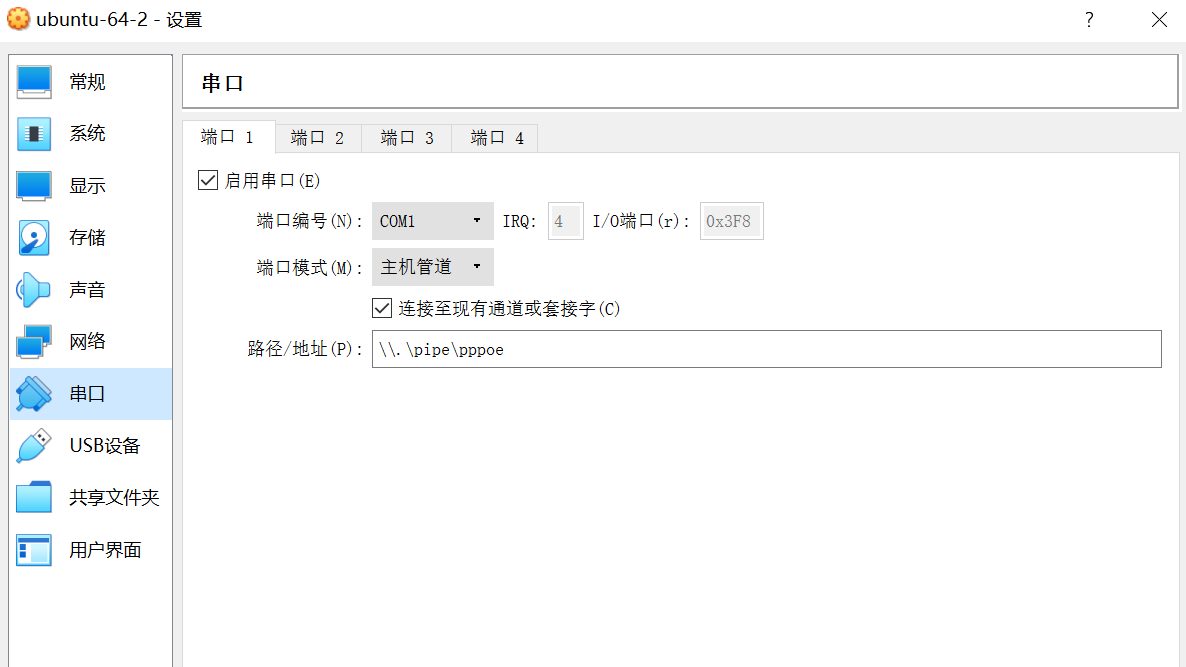 ubuntu-64-2 - 设置
?
常规
系统
显示
存储
声音
网络
串口
USB设备
共享文件夹
用户界面
串口
端口 1 端口 2 端口 3 端口 4
启用串口(E)
端口编号(N): COM1 IRQ: 4 I/O端口(r): 0x3F8
端口模式(M): 主机管道
连接至现有通道或套接字(C)
路径/地址(P): \\.\pipe\pppoe